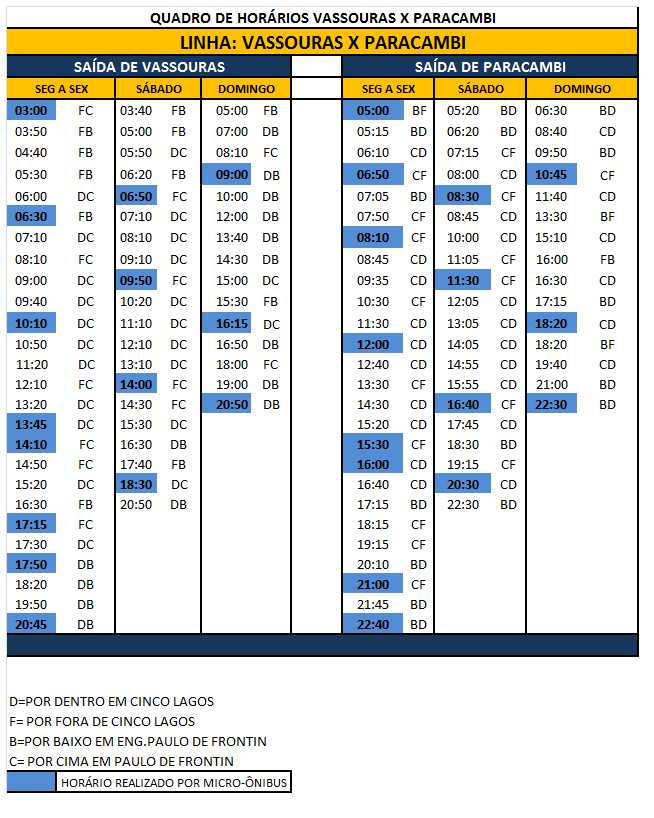 QUADRO DE HORÁRIOS VASSOURAS X PARACAMBI
LINHA: VASSOURAS X PARACAMBI
SAÍDA DE VASSOURAS SAÍDA DE PARACAMBI
SEG A SEX SÁBADO DOMINGO SEG A SEX SÁBADO DOMINGO
03:00 FC 03:40 FB 05:00 FB 05:00 BF 05:20 BD 06:30 BD
03:50 FB 05:00 FB 07:00 DB 05:15 BD 06:20 BD 08:40 CD
04:40 FB 05:50 DC 08:10 FC 06:10 CD 07:15 CF 09:50 BD
05:30 FB 06:20 FB 09:00 DB 06:50 CF 08:00 CD 10:45 CF
06:00 DC 06:50 FC 10:00 DB 07:05 BD 08:30 CF 11:40 CD
06:30 FB 07:10 DC 12:00 DB 07:50 CF 08:45 CD 13:30 BF
07:10 DC 08:10 DC 13:40 DB 08:10 CF 10:00 CD 15:10 CD
08:10 FC 09:10 DC 14:30 DB 08:45 CD 11:05 CF 16:00 FB
09:00 DC 09:50 FC 15:00 DC 09:35 CD 11:30 CF 16:30 CD
09:40 DC 10:20 DC 15:30 FB 10:30 CF 12:05 CD 17:15 BD
10:10 DC 11:10 DC 16:15 DC 11:30 CD 13:05 CD 18:20 CD
10:50 DC 12:10 DC 16:50 DB 12:00 CD 14:05 CD 18:20 BF
11:20 DC 13:10 DC 18:00 FC 12:40 CD 14:55 CD 19:40 CD
12:10 FC 14:00 FC 19:00 DB 13:30 CF 15:55 CD 21:00 BD
13:20 DC 14:30 FC 20:50 DB 14:30 CD 16:40 CF 22:30 BD
13:45 DC 15:30 DC 15:20 CD 17:45 CD
14:10 FC 16:30 DB 15:30 CF 18:30 BD
14:50 FC 17:40 FB 16:00 CD 19:15 CF
15:20 DC 18:30 DC 16:40 CD 20:30 CD
16:30 FB 20:50 DB 17:15 BD 22:30 BD
17:15 FC 18:15 CF
17:30 DC 19:15 CF
17:50 DB 20:10 BD
18:20 DB 21:00 CF
19:50 DB 21:45 BD
20:45 DB 22:40 BD
D=POR DENTRO EM CINCO LAGOS
F= POR FORA DE CINCO LAGOS
B=POR BAIXO EM ENG.PAULO DE FRONTIN
C= POR CIMA EM PAULO DE FRONTIN
HORÁRIO REALIZADO POR MICRO-ÔNIBUS